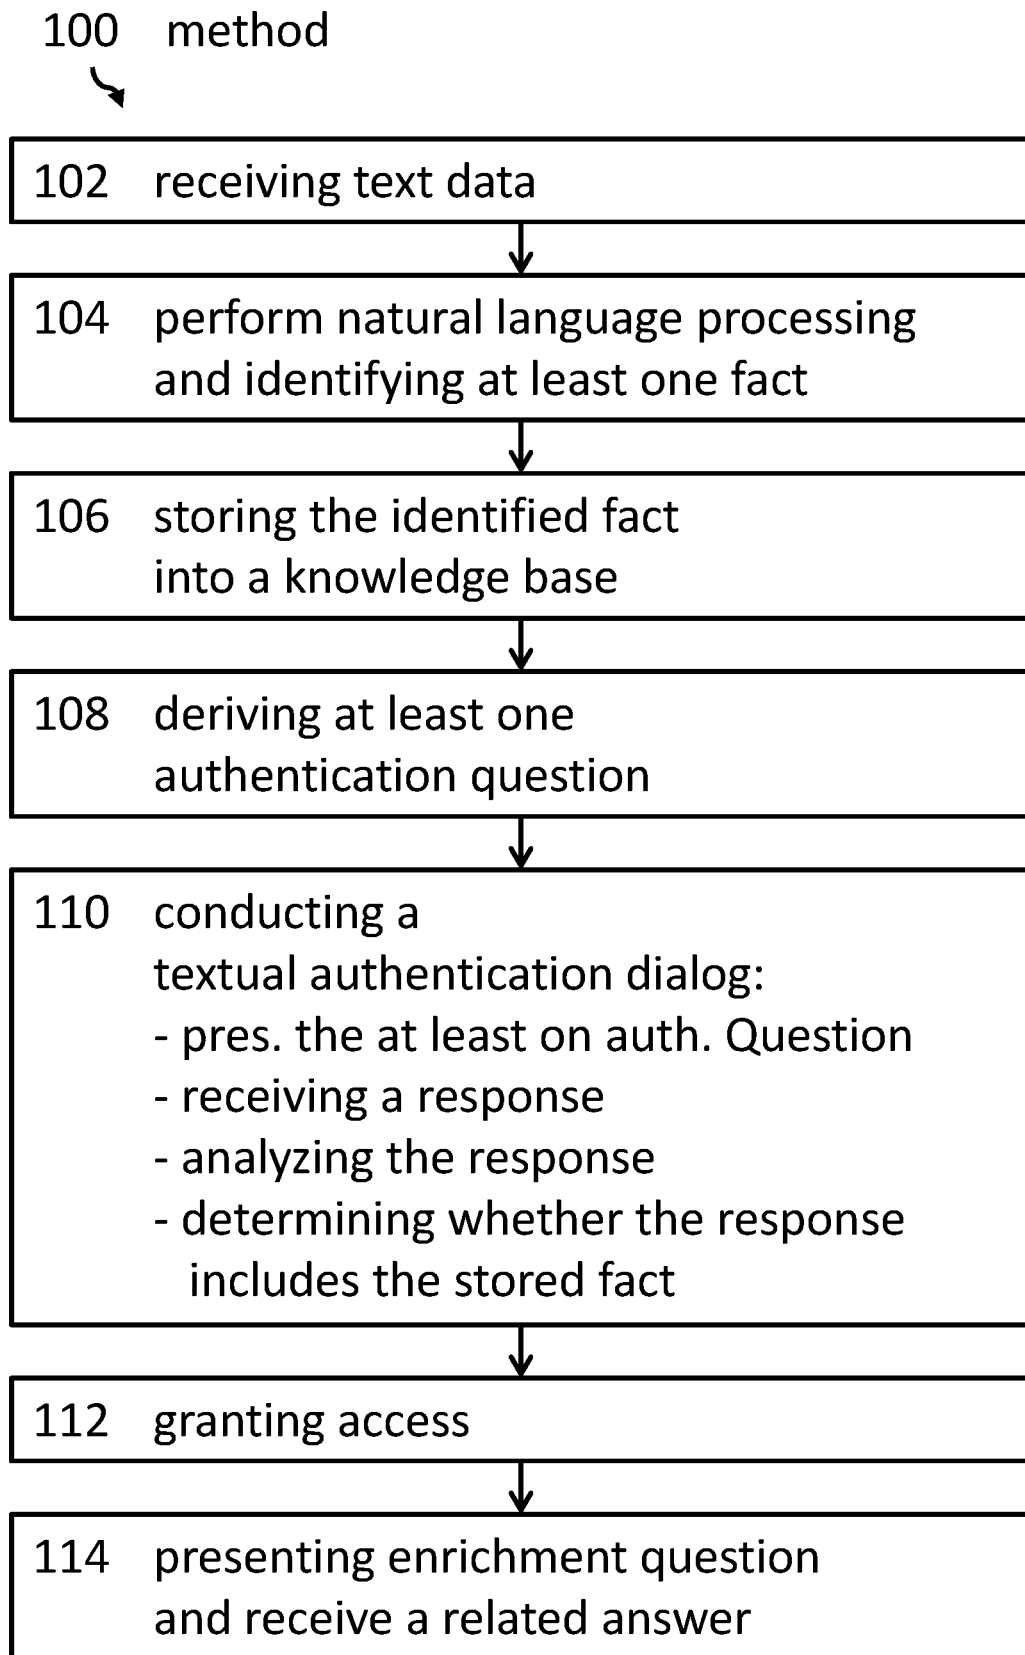 100 method
102 receiving text data
104 perform natural language processing
and identifying at least one fact
106 storing the identified fact
into a knowledge base
108 deriving at least one
authentication question
110 conducting a
textual authentication dialog:
- pres. the at least on auth. Question
- receiving a response
- analyzing the response
- determining whether the response
includes the stored fact
112 granting access
114 presenting enrichment question
and receive a related answer